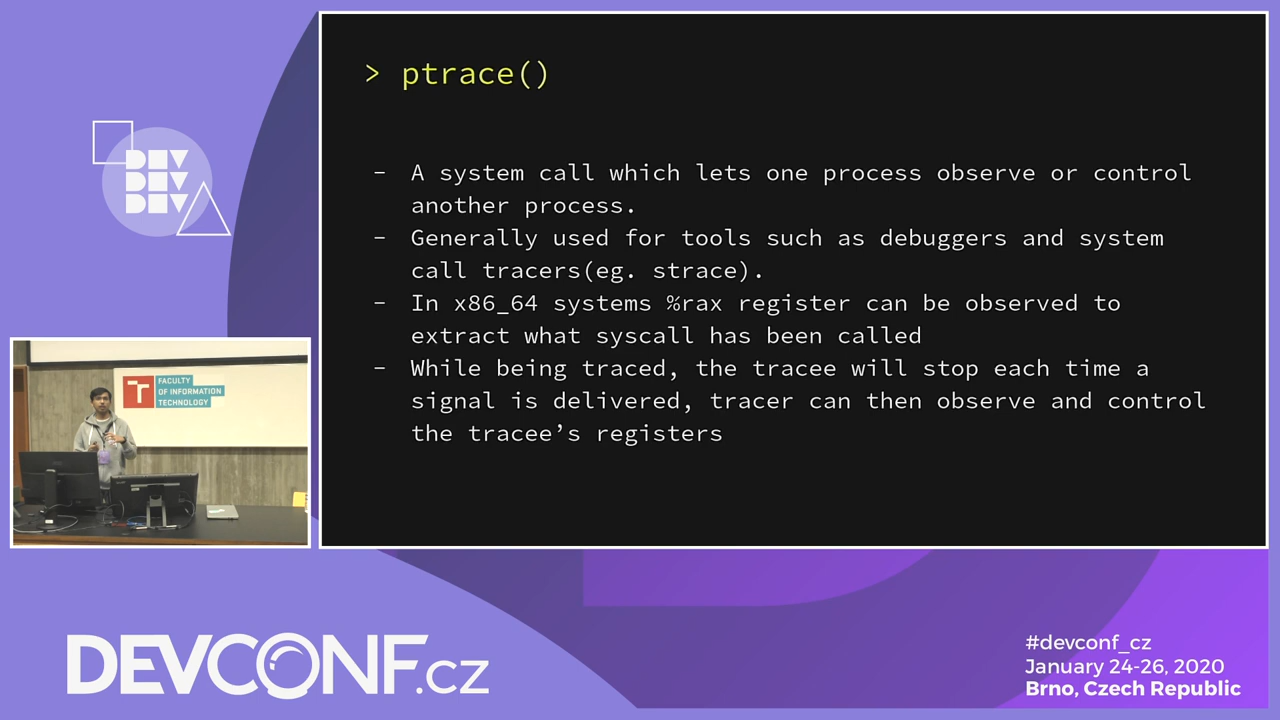 > ptrace()
- A system call which lets one process observe or control
another process.
- Generally used for tools such as debuggers and system
call tracers(eg. strace).
- In x86_64 systems %rax register can be observed to
extract what syscall has been called
- While being traced, the tracee will stop each time a
signal is delivered, tracer can then observe and control
the tracee’s registers
DEV
DEV
DEV
FACULTY
OF INFORMATION
TECHNOLOGY
DEVCONF.cz
#devconf_cz
January 24-26, 2020
Brno, Czech Republic